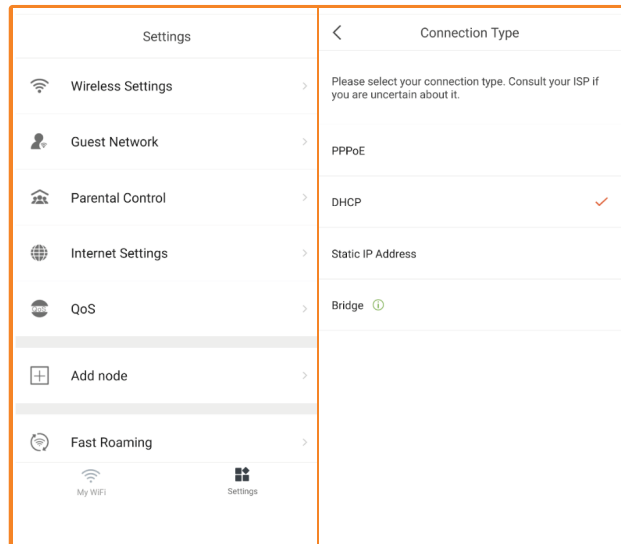 Settings
Wireless Settings
Guest Network
Parental Control
Internet Settings
QoS
QoS
Add node
Fast Roaming
My WiFi
Settings
Connection Type
Please select your connection type. Consult your ISP if
you are uncertain about it.
PPPoE
DHCP
Static IP Address
Bridge